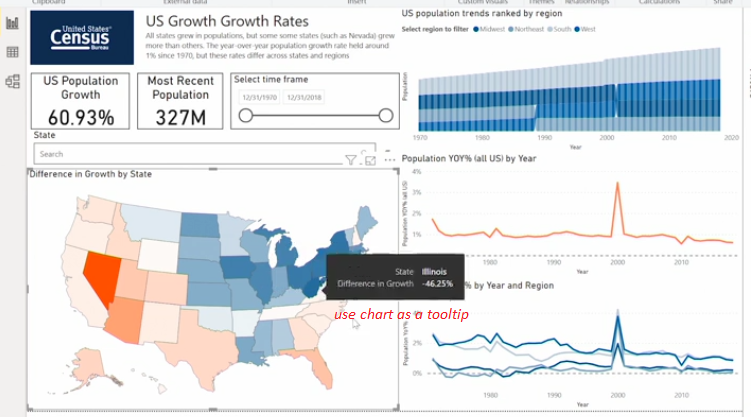 Clipboard
External data
Insert
Custom Visuals
Themes
Relationships
Calculations
Share
United States®
Census
Bureau
US Growth Growth Rates
All states grew in populations, but some some states (such as Nevada) grew
more than others. The year-over-year population growth rate held around
1% since 1970, but these rates differ across states and regions
US Population
Growth
60.93%
Most Recent
Population
327M
Select time frame
12/31/1970
12/31/2018
State
Search
Difference in Growth by State
State Illinois
Difference in Growth -46.25%
use chart as a tooltip
US population trends ranked by region
Select region to filter Midwest Northeast South West
Population
1970 1980 1990 2000 2010 2020
Year
Population YOY% (all US) by Year
Population YOY% (all US)
4%
3%
2%
1%
1980 1990 2000 2010
Year
% by Year and Region
Population YOY%
2%
0%
1980 1990 2000 2010
Year